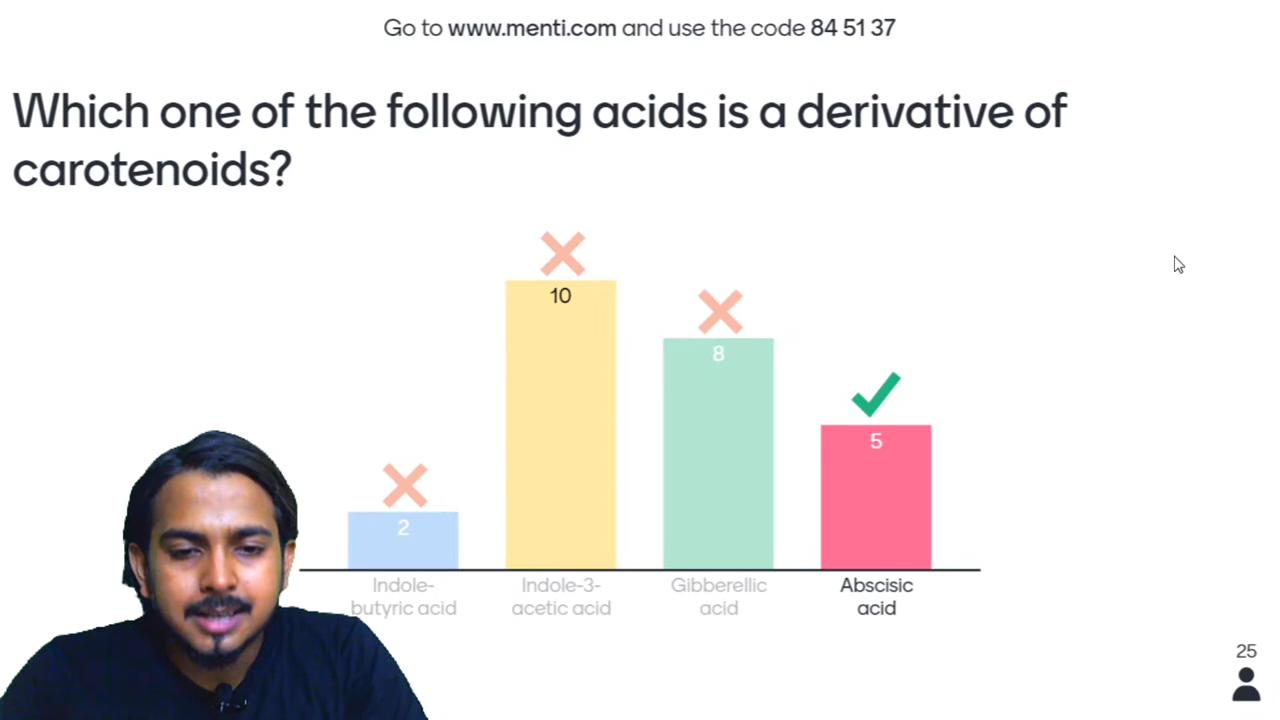 Go to www.menti.com and use the code 84 51 37
Which one of the following acids is a derivative of
carotenoids?
10
8
5
2
Indole-
butyric acid
Indole-3-
acetic acid
Gibberellic
acid
Abscisic
acid
25